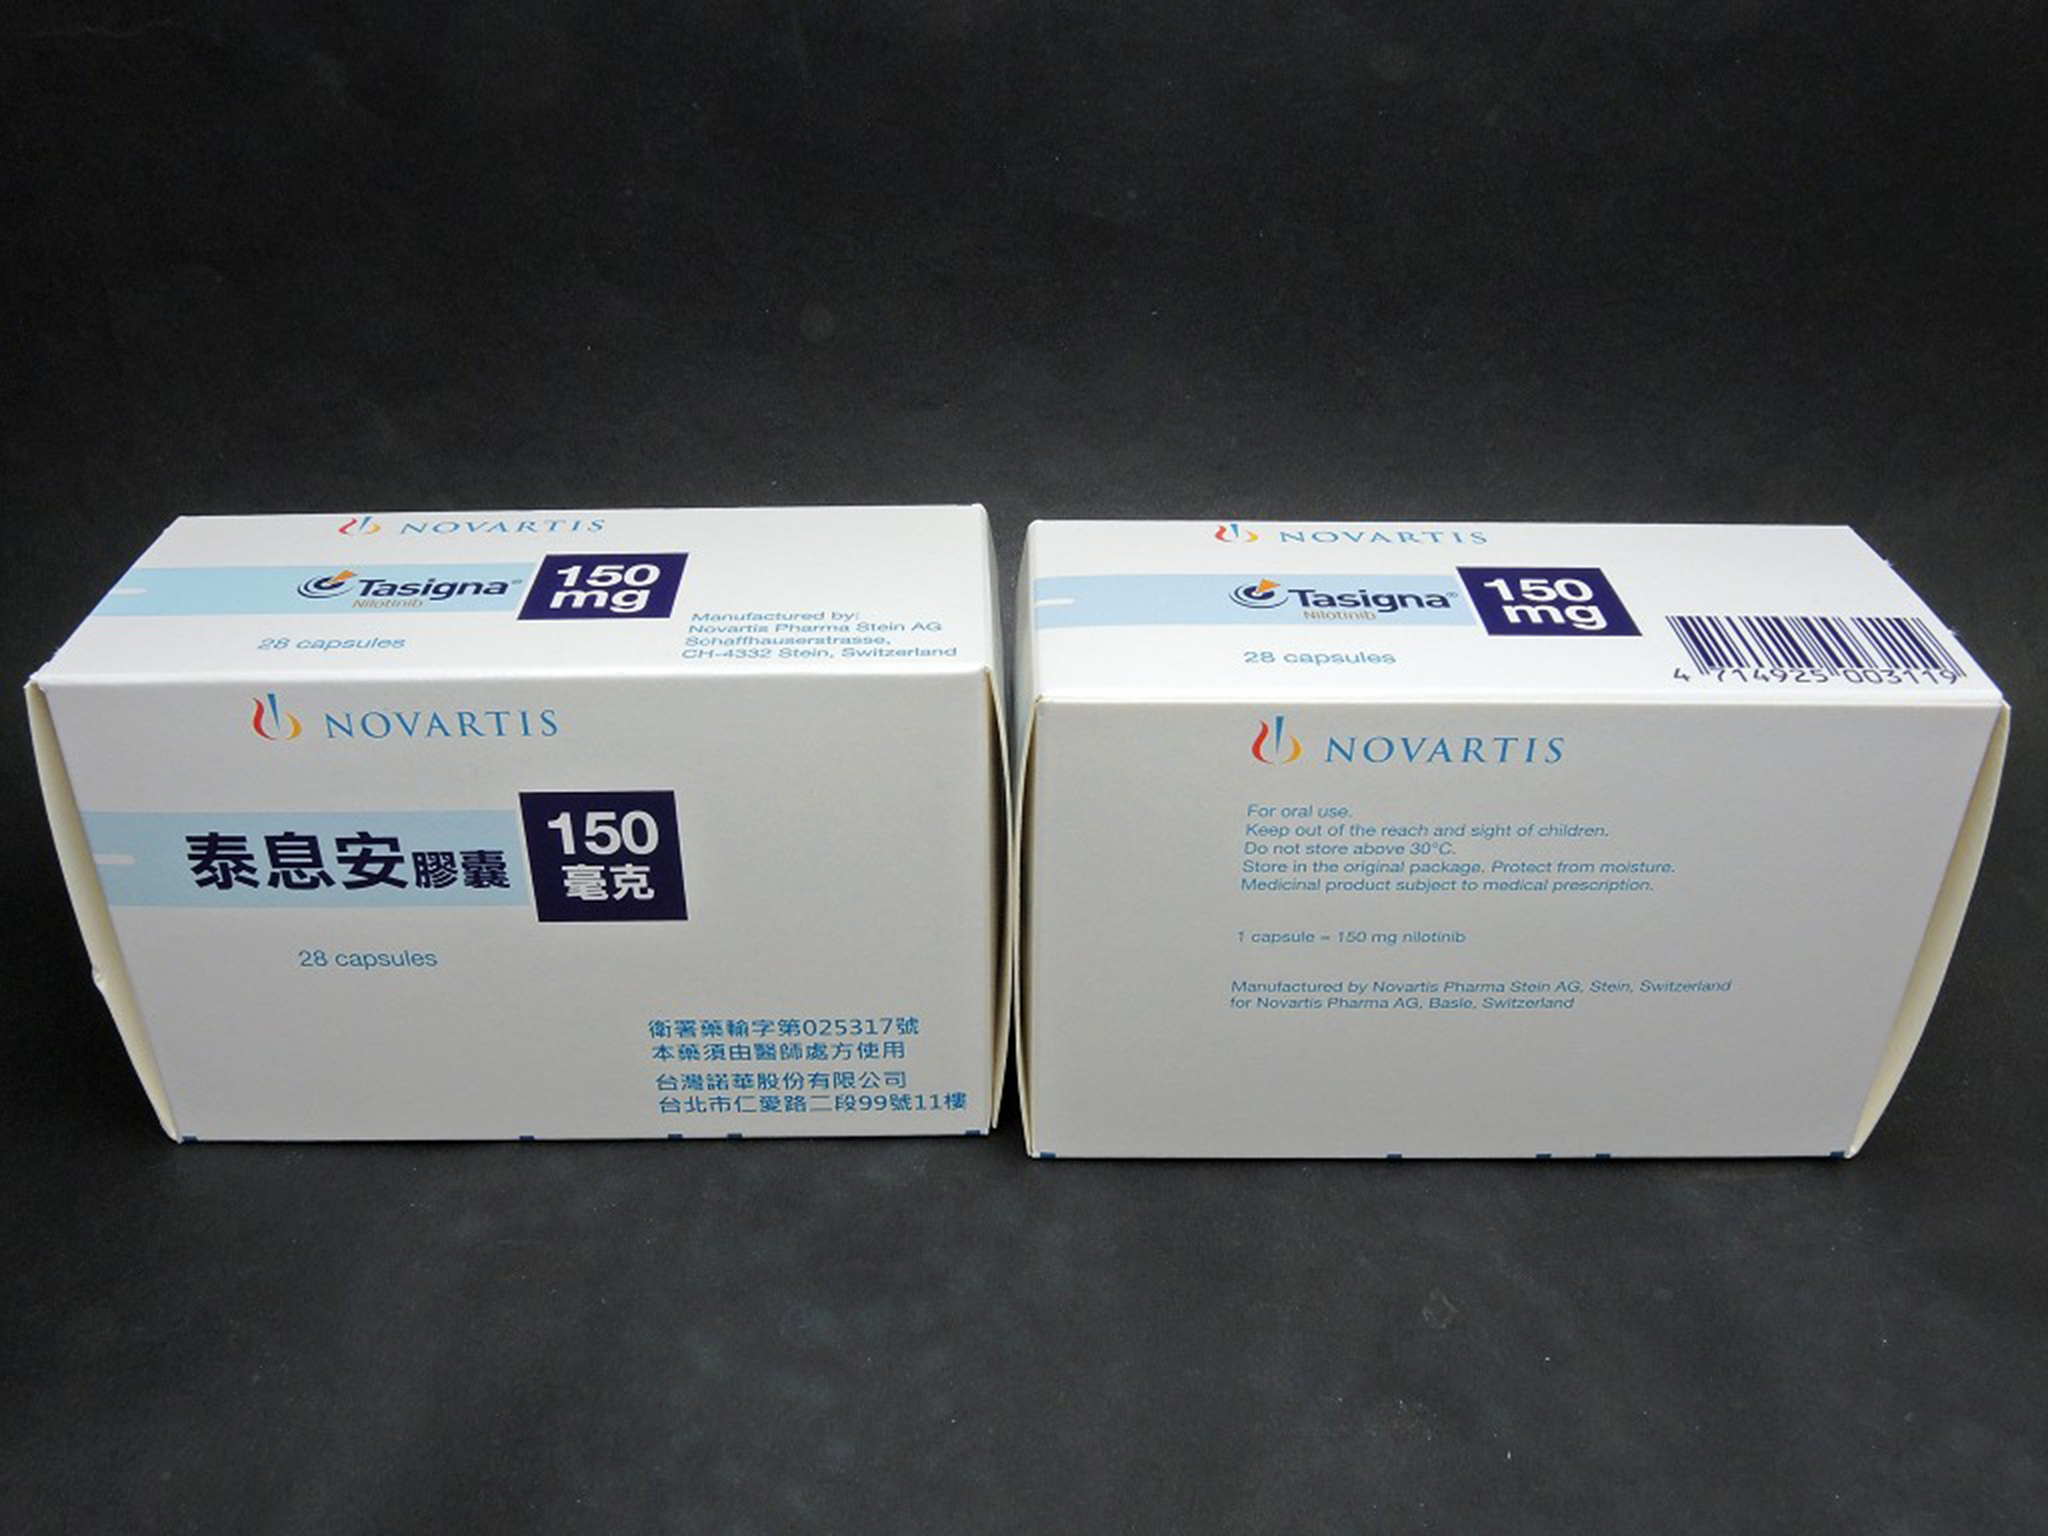 NOVARTIS
Tasigna®
Nilotinib
150
mg
28 capsules
Manufactured by:
Novartis Pharma Stein AG
Schaffhauserstrasse,
CH-4332 Stein, Switzerland
NOVARTIS
泰息安膠囊
150
毫克
28 capsules
衛署藥輸字第025317號
本藥須由醫師處方使用
台灣諾華股份有限公司
台北市仁愛路二段99號11樓
NOVARTIS
Tasigna®
Nilotinib
150
mg
28 capsules
4 714925 003119
NOVARTIS
For oral use.
Keep out of the reach and sight of children.
Do not store above 30°C.
Store in the original package. Protect from moisture.
Medicinal product subject to medical prescription.
1 capsule = 150 mg nilotinib
Manufactured by Novartis Pharma Stein AG, Stein, Switzerland
for Novartis Pharma AG, Basle, Switzerland